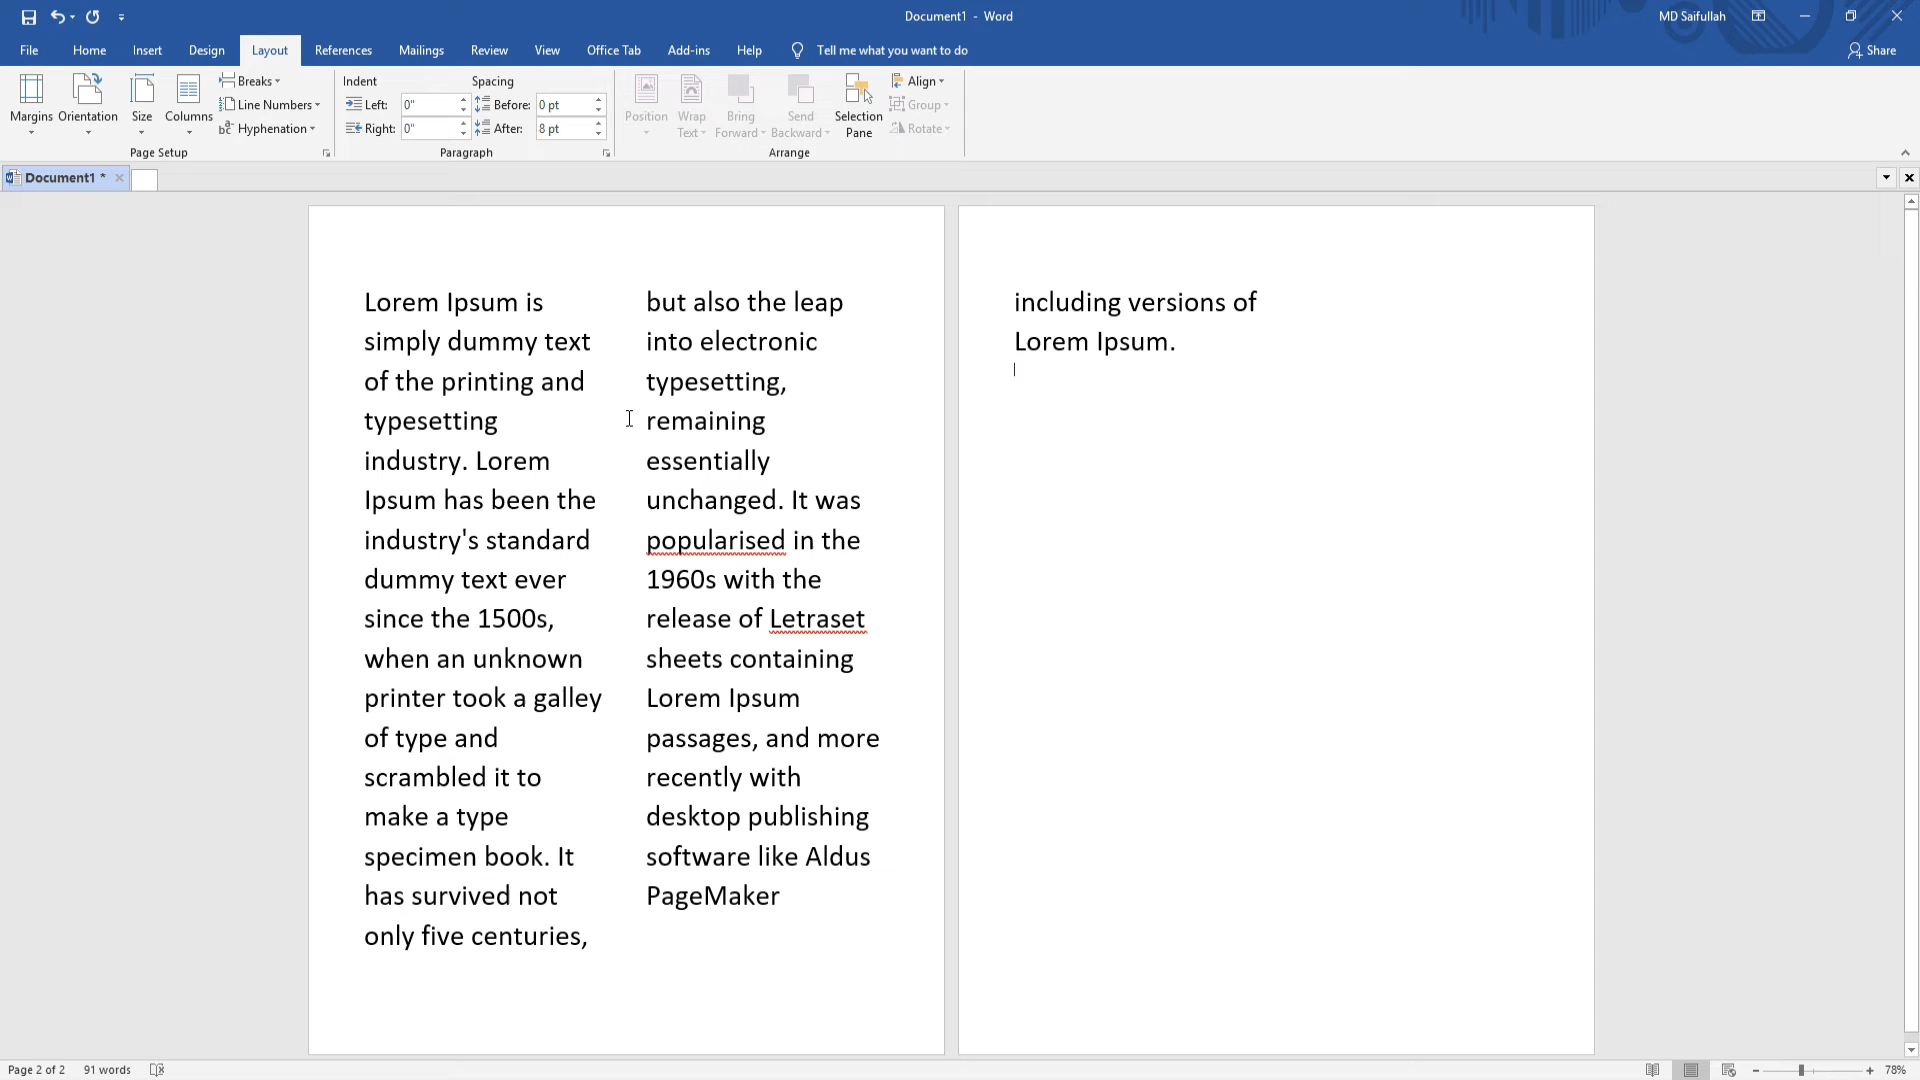 Document1 - Word
MD Saifullah
File Home Insert Design Layout References Mailings Review View Office Tab Add-ins Help Tell me what you want to do
Share
Margins
Orientation
Size
Columns
Breaks
Line Numbers
Hyphenation
Page Setup
Indent
Left: 0"
Right: 0"
Spacing
Before: 0 pt
After: 8 pt
Paragraph
Position
Wrap
Text
Bring
Forward
Send
Backward
Selection
Pane
Align
Group
Rotate
Arrange
Document1 *
Lorem Ipsum is
simply dummy text
of the printing and
typesetting
industry. Lorem
Ipsum has been the
industry's standard
dummy text ever
since the 1500s,
when an unknown
printer took a galley
of type and
scrambled it to
make a type
specimen book. It
has survived not
only five centuries,
but also the leap
into electronic
typesetting,
remaining
essentially
unchanged. It was
popularised in the
1960s with the
release of Letraset
sheets containing
Lorem Ipsum
passages, and more
recently with
desktop publishing
software like Aldus
PageMaker
including versions of
Lorem Ipsum.
Page 2 of 2 91 words
78%